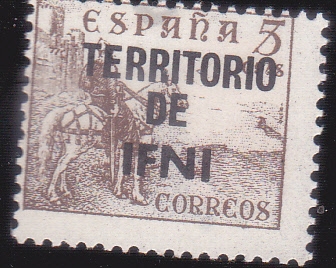 ESPAÑA 5
TERRITORIO
DE
IFNI
CORREOS